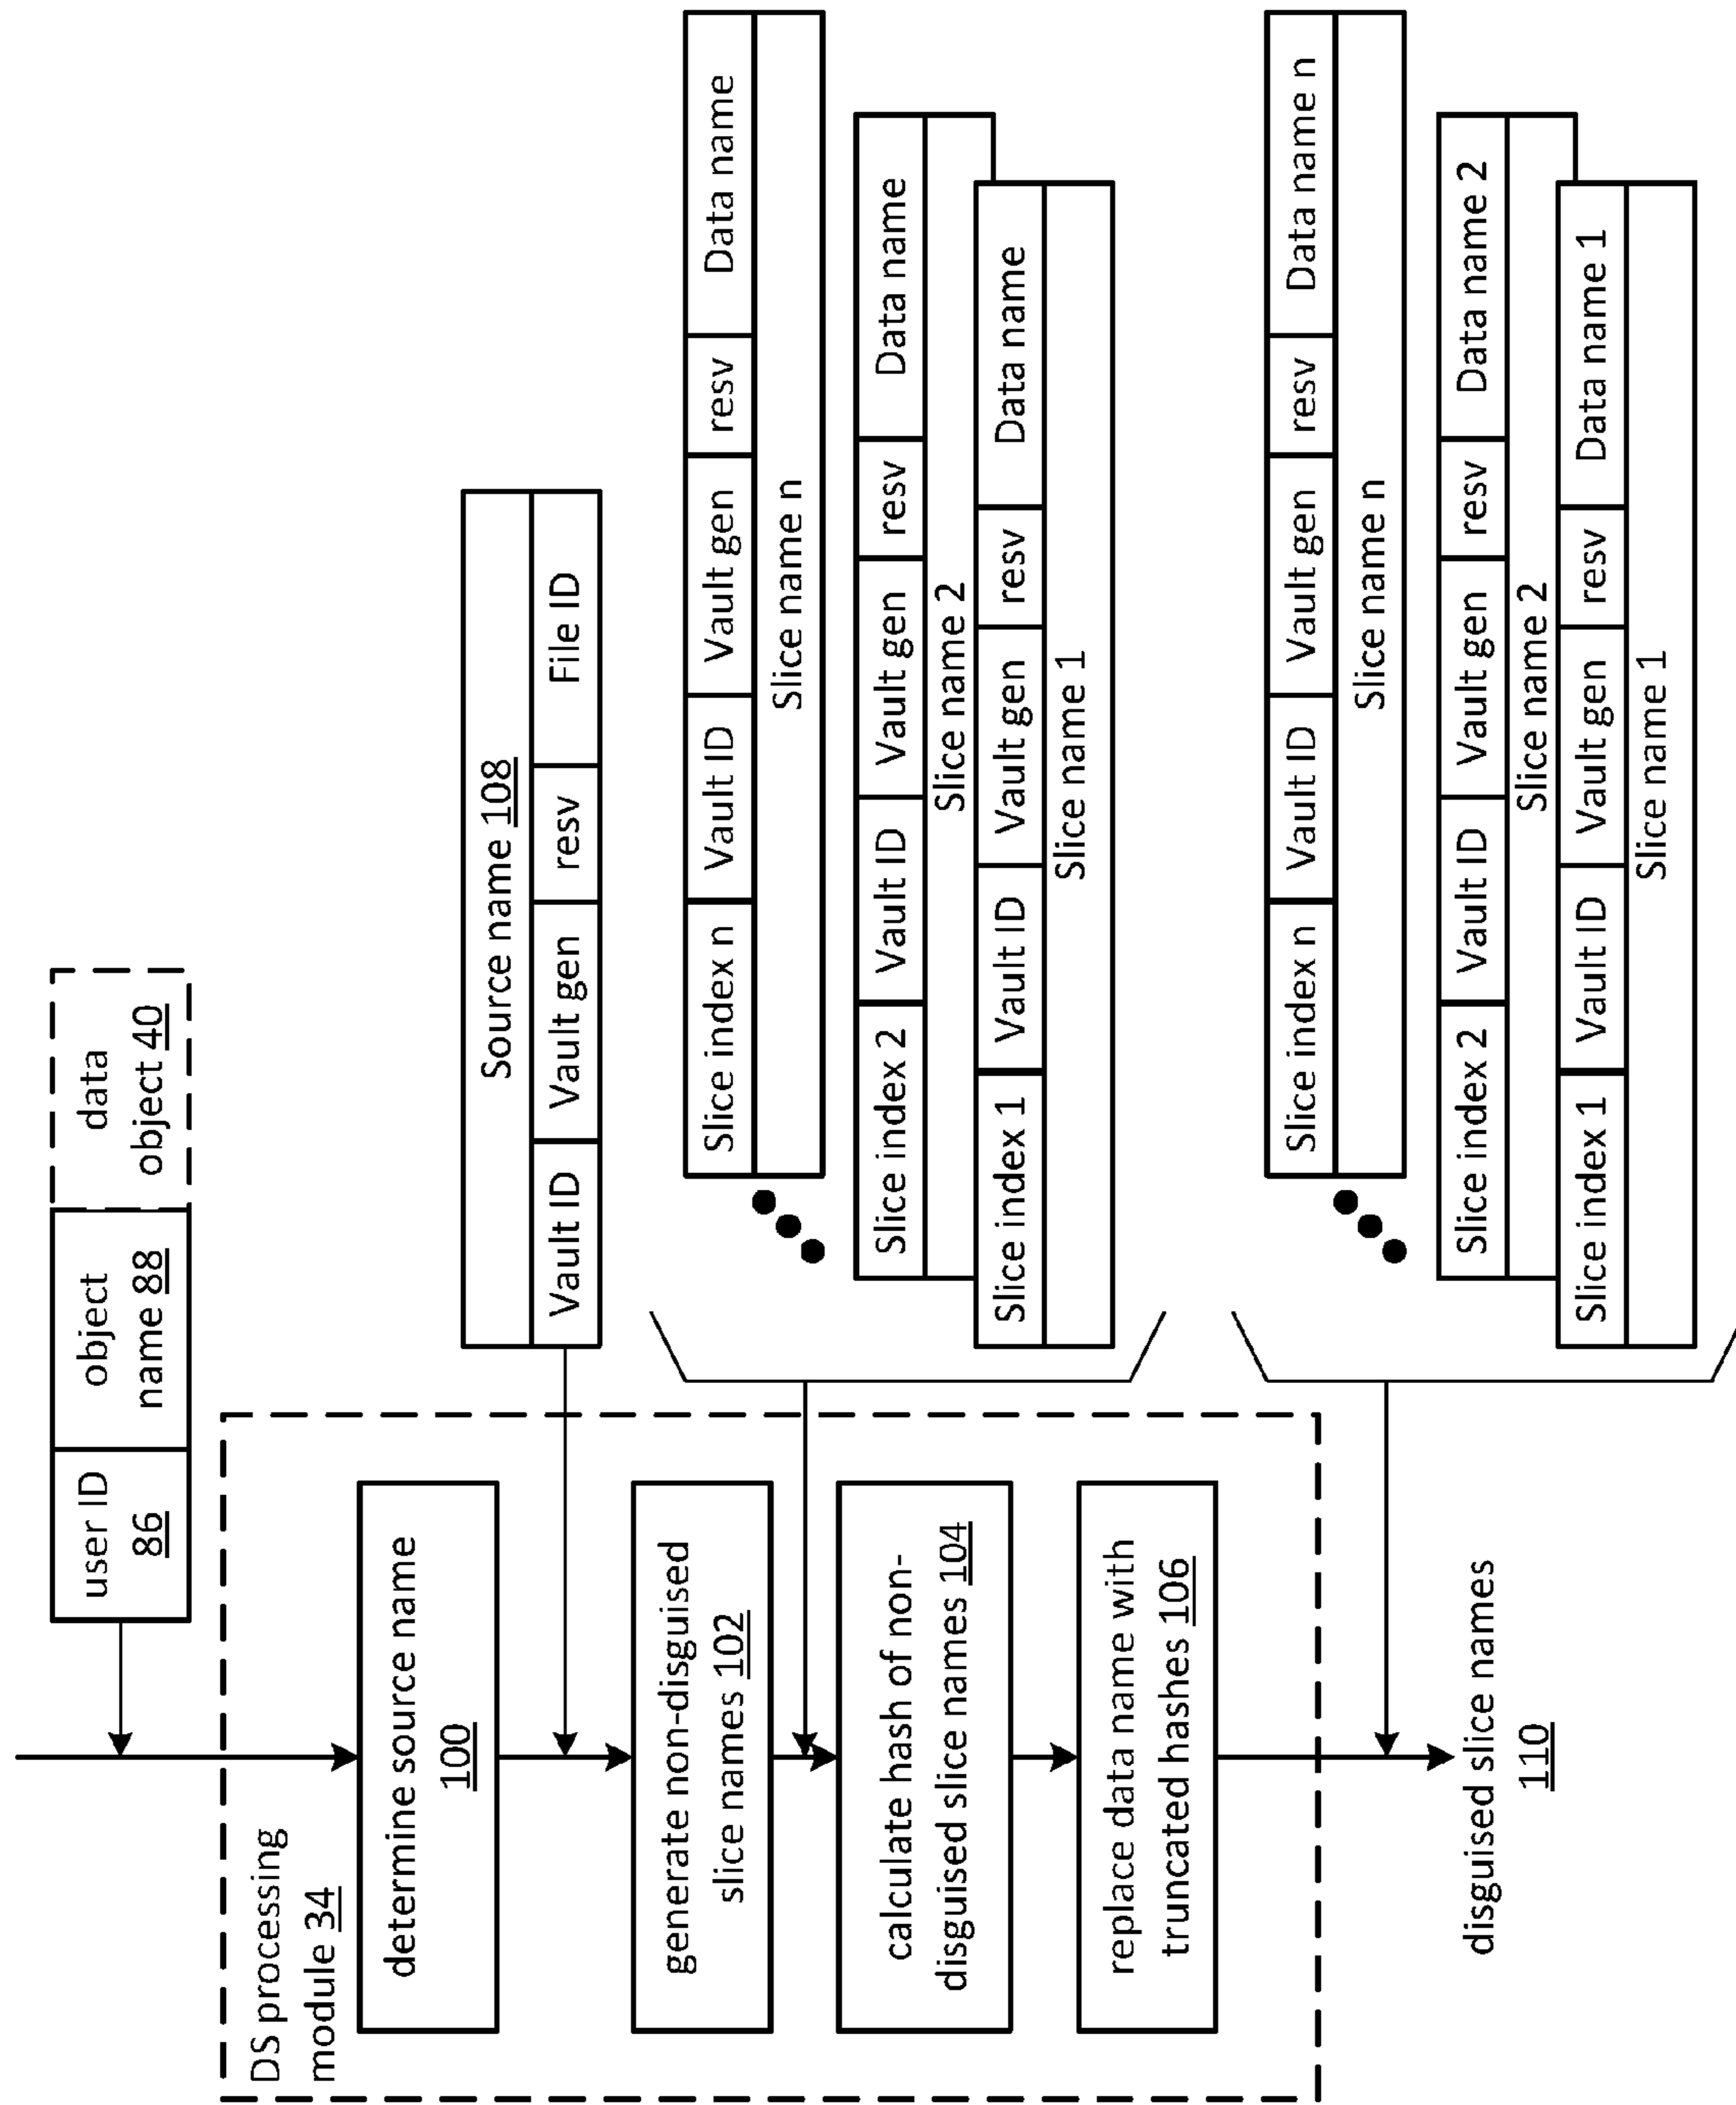 user ID
86
object
name 88
data
object 40
DS processing
module 34
determine source name
100
generate non-disguised
slice names 102
calculate hash of non-
disguised slice names 104
replace data name with
truncated hashes 106
disguised slice names
110
Source name 108
Vault ID
Vault gen
resv
File ID
Slice index n
Vault ID
Vault gen
resv
Data name
Slice name n
Slice index 2
Vault ID
Vault gen
resv
Data name
Slice name 2
Slice index 1
Vault ID
Vault gen
resv
Data name
Slice name 1
Slice index n
Vault ID
Vault gen
resv
Data name n
Slice name n
Slice index 2
Vault ID
Vault gen
resv
Data name 2
Slice name 2
Slice index 1
Vault ID
Vault gen
resv
Data name 1
Slice name 1